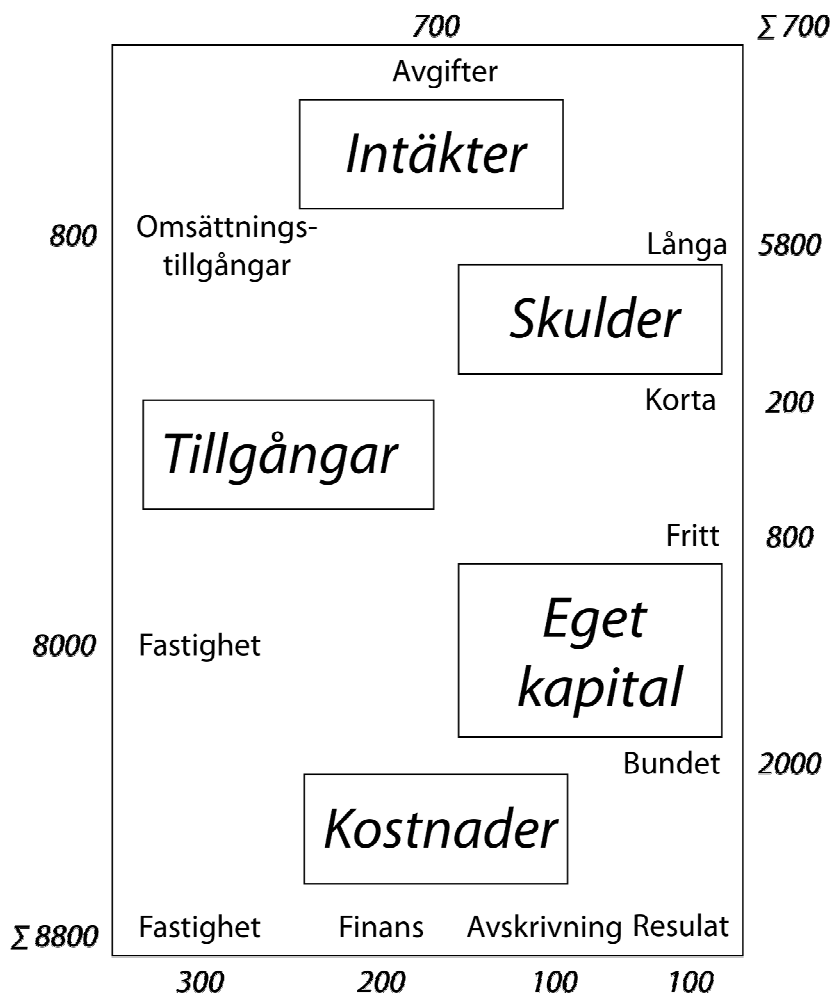 700
∑ 700
Avgifter
Intäkter
800
Omsättnings-
tillgångar
Långa
5800
Skulder
Korta
200
Tillgångar
Fritt
800
Eget
kapital
8000
Fastighet
Bundet
2000
Kostnader
∑ 8800
Fastighet
Finans
Avskrivning
Resulat
300
200
100
100